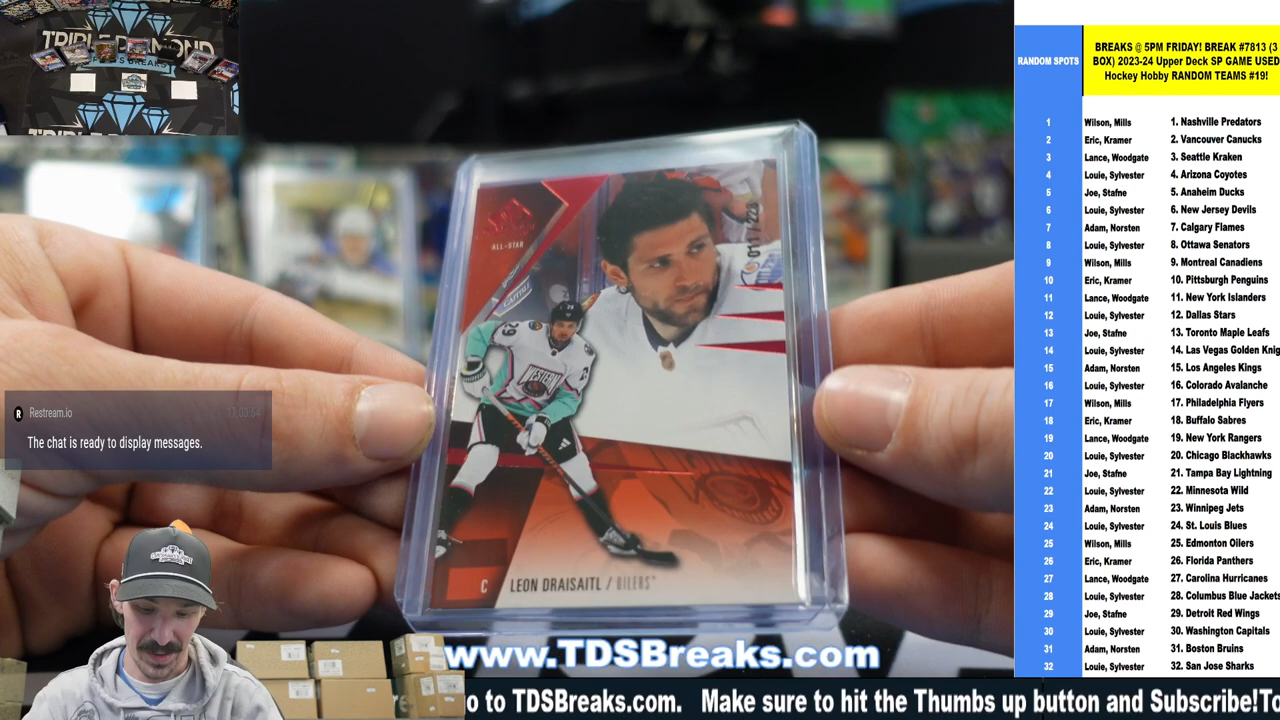 TRIPLE DIAMOND
RANDOM SPOTS
BREAKS @ 5PM FRIDAY! BREAK #7813 (3
BOX) 2023-24 Upper Deck SP GAME USED
Hockey Hobby RANDOM TEAMS #19!
1 Wilson, Mills 1. Nashville Predators
2 Eric, Kramer 2. Vancouver Canucks
3 Lance, Woodgate 3. Seattle Kraken
4 Louie, Sylvester 4. Arizona Coyotes
5 Joe, Stafne 5. Anaheim Ducks
6 Louie, Sylvester 6. New Jersey Devils
7 Adam, Norsten 7. Calgary Flames
8 Louie, Sylvester 8. Ottawa Senators
9 Wilson, Mills 9. Montreal Canadiens
10 Eric, Kramer 10. Pittsburgh Penguins
11 Lance, Woodgate 11. New York Islanders
12 Louie, Sylvester 12. Dallas Stars
13 Joe, Stafne 13. Toronto Maple Leafs
14 Louie, Sylvester 14. Las Vegas Golden Knig
15 Adam, Norsten 15. Los Angeles Kings
16 Louie, Sylvester 16. Colorado Avalanche
17 Wilson, Mills 17. Philadelphia Flyers
18 Eric, Kramer 18. Buffalo Sabres
19 Lance, Woodgate 19. New York Rangers
20 Louie, Sylvester 20. Chicago Blackhawks
21 Joe, Stafne 21. Tampa Bay Lightning
22 Louie, Sylvester 22. Minnesota Wild
23 Adam, Norsten 23. Winnipeg Jets
24 Louie, Sylvester 24. St. Louis Blues
25 Wilson, Mills 25. Edmonton Oilers
26 Eric, Kramer 26. Florida Panthers
27 Lance, Woodgate 27. Carolina Hurricanes
28 Louie, Sylvester 28. Columbus Blue Jackets
29 Joe, Stafne 29. Detroit Red Wings
30 Louie, Sylvester 30. Washington Capitals
31 Adam, Norsten 31. Boston Bruins
32 Louie, Sylvester 32. San Jose Sharks
ALL-STAR
29
WESTERN
C LEON DRAISAITL / OILERS
Restream.io
The chat is ready to display messages.
www.TDSBreaks.com
o to TDSBreaks.com. Make sure to hit the Thumbs up button and Subscribe!To